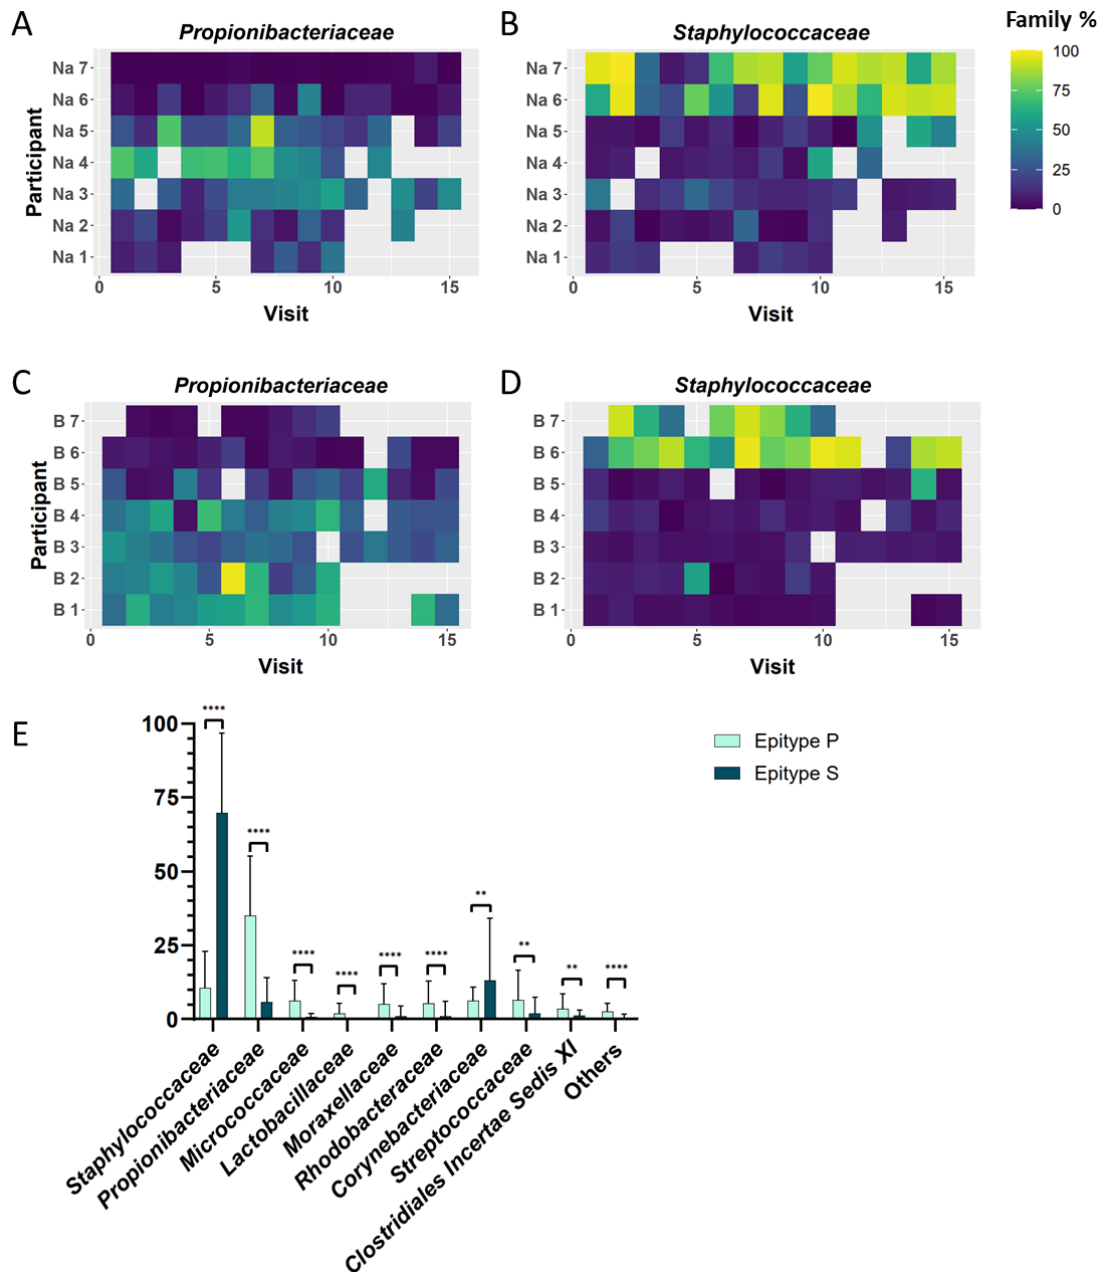 A
Propionibacteriaceae
B
Staphylococcaceae
Family %
Participant
Na 7
Na 6
Na 5
Na 4
Na 3
Na 2
Na 1
0
5
10
15
Visit
0
5
10
15
Visit
100
75
50
25
0
C
Propionibacteriaceae
D
Staphylococcaceae
Participant
B 7
B 6
B 5
B 4
B 3
B 2
B 1
0
5
10
15
Visit
Na 7
Na 6
Na 5
Na 4
Na 3
Na 2
Na 1
B 7
B 6
B 5
B 4
B 3
B 2
B 1
0
5
10
15
Visit
E
100
75
50
25
0
****
****
****
****
****
****
**
**
**
****
Epitype P
Epitype S
Staphylococcaceae
Propionibacteriaceae
Micrococcaceae
Lactobacillaceae
Moraxellaceae
Rhodobacteraceae
Corynebacteriaceae
Streptococcaceae
Clostridiales Incertae Sedis XI
Others